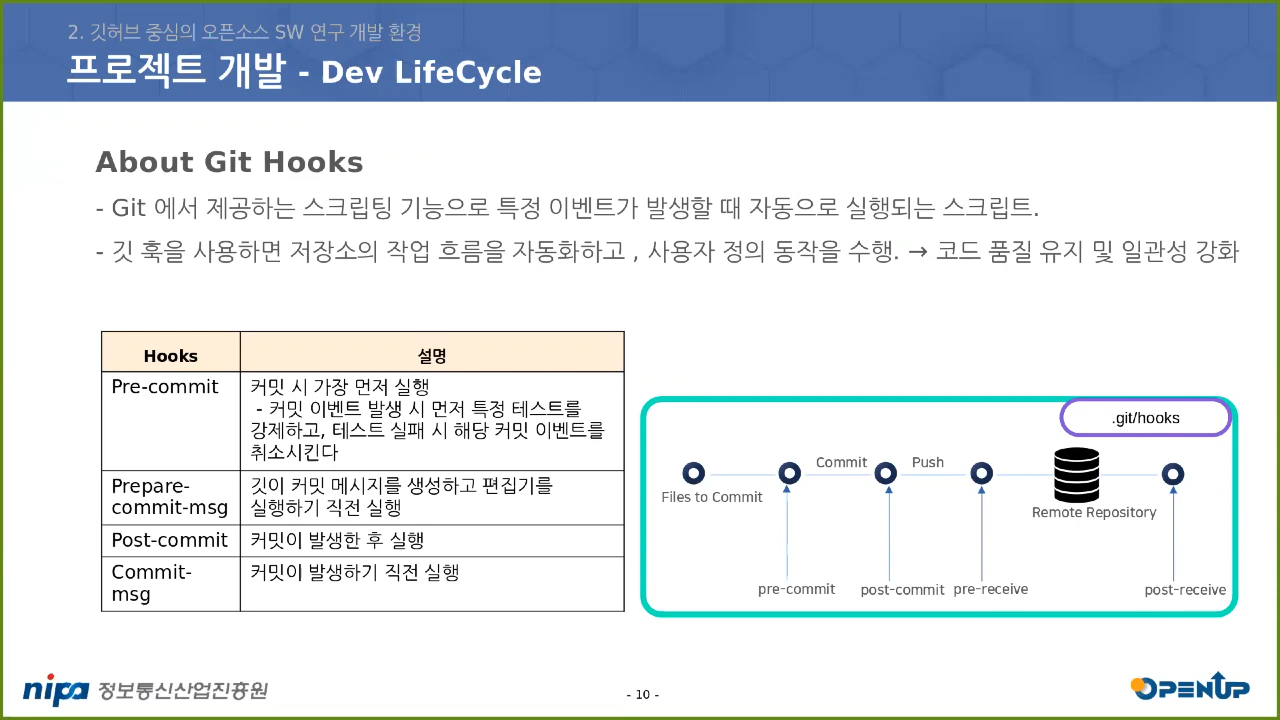 2. 깃허브 중심의 오픈소스 SW 연구 개발 환경
프로젝트 개발 - Dev LifeCycle
About Git Hooks
- Git 에서 제공하는 스크립팅 기능으로 특정 이벤트가 발생할 때 자동으로 실행되는 스크립트.
- 깃 훅을 사용하면 저장소의 작업 흐름을 자동화하고 , 사용자 정의 동작을 수행. → 코드 품질 유지 및 일관성 강화
Hooks
설명
Pre-commit
커밋 시 가장 먼저 실행
- 커밋 이벤트 발생 시 먼저 특정 테스트를
강제하고, 테스트 실패 시 해당 커밋 이벤트를
취소시킨다
Prepare-
commit-msg
깃이 커밋 메시지를 생성하고 편집기를
실행하기 직전 실행
Post-commit
커밋이 발생한 후 실행
Commit-
msg
커밋이 발생하기 직전 실행
.git/hooks
Commit
Push
Files to Commit
Remote Repository
pre-commit
post-commit
pre-receive
post-receive
nipa 정보통신산업진흥원
- 10 -
OPENUP